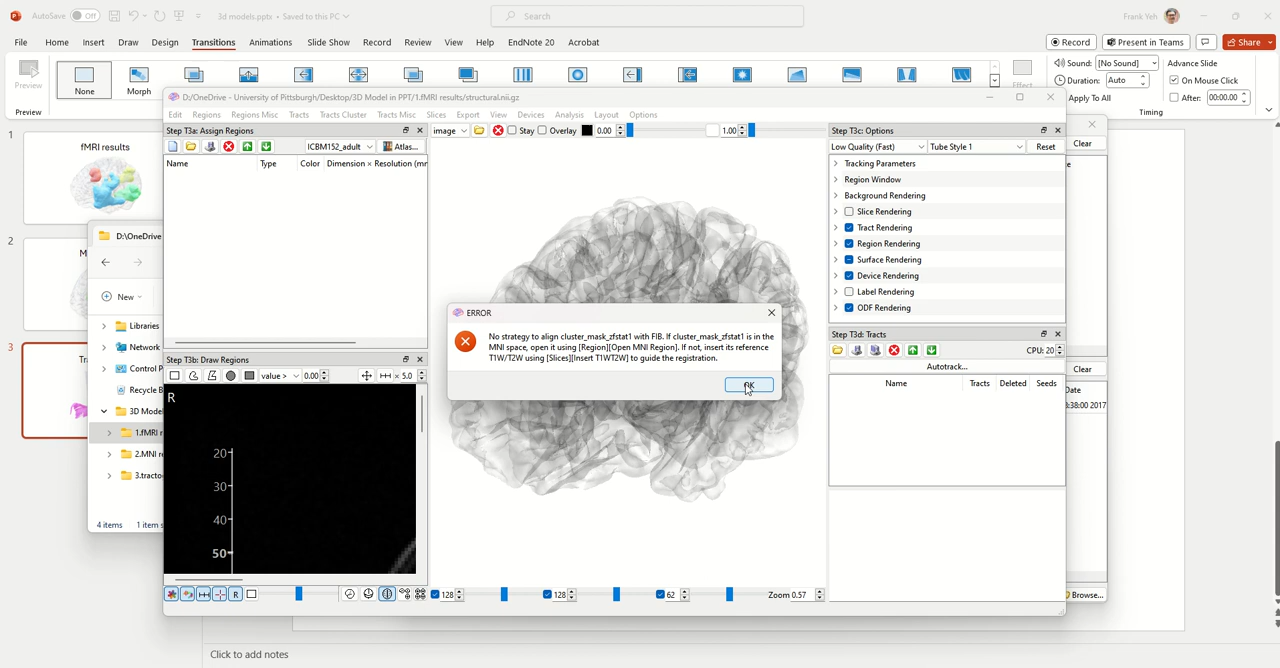 AutoSave Off 3d models.pptx • Saved to this PC Search Frank Yeh
File Home Insert Draw Design Transitions Animations Slide Show Record Review View Help EndNote 20 Acrobat Record Present in Teams Share
Preview None Morph Effect Sound: [No Sound] Advance Slide
Duration: Auto On Mouse Click
Apply To All After: 00:00.00
Preview Timing
D:/OneDrive - University of Pittsburgh/Desktop/3D Model in PPT/1.fMRI results/structural.nii.gz
Edit Regions Regions Misc Tracts Tracts Cluster Tracts Misc Slices Export View Devices Analysis Layout Options
Step T3a: Assign Regions image Stay Overlay 0.00 1.00 Step T3c: Options
ICBM152_adult Atlas... Low Quality (Fast) Tube Style 1 Reset Clear
Name Type Color Dimension × Resolution (mm
Tracking Parameters
Region Window
Background Rendering
Slice Rendering
Tract Rendering
Region Rendering
Surface Rendering
Device Rendering
Label Rendering
ODF Rendering
1
fMRI results
2
M
3
Tra
D:\OneDrive
New
Libraries
Network
Control P
Recycle B
3D Mode
1.fMRI r
2.MNI re
3.tracto
4 items 1 item s
ERROR
No strategy to align cluster_mask_zfstat1 with FIB. If cluster_mask_zfstat1 is in the
MNI space, open it using [Region][Open MNI Region]. If not, insert its reference
T1W/T2W using [Slices][Insert T1WT2W] to guide the registration.
OK
Step T3d: Tracts
CPU: 20
Autotrack... Clear
Name Tracts Deleted Seeds Date
:38:00 2017
Step T3b: Draw Regions
value > 0.00 × 5.0
R
20
30
40
50
R 128 128 62 Zoom 0.57 Browse...
Click to add notes